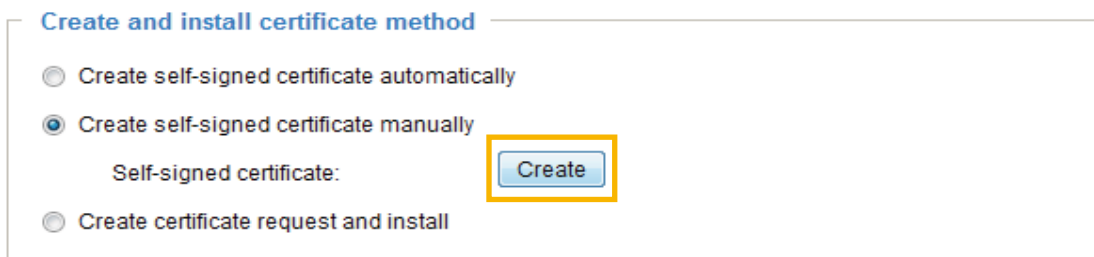 Create and install certificate method
Create self-signed certificate automatically
Create self-signed certificate manually
Self-signed certificate: Create
Create certificate request and install